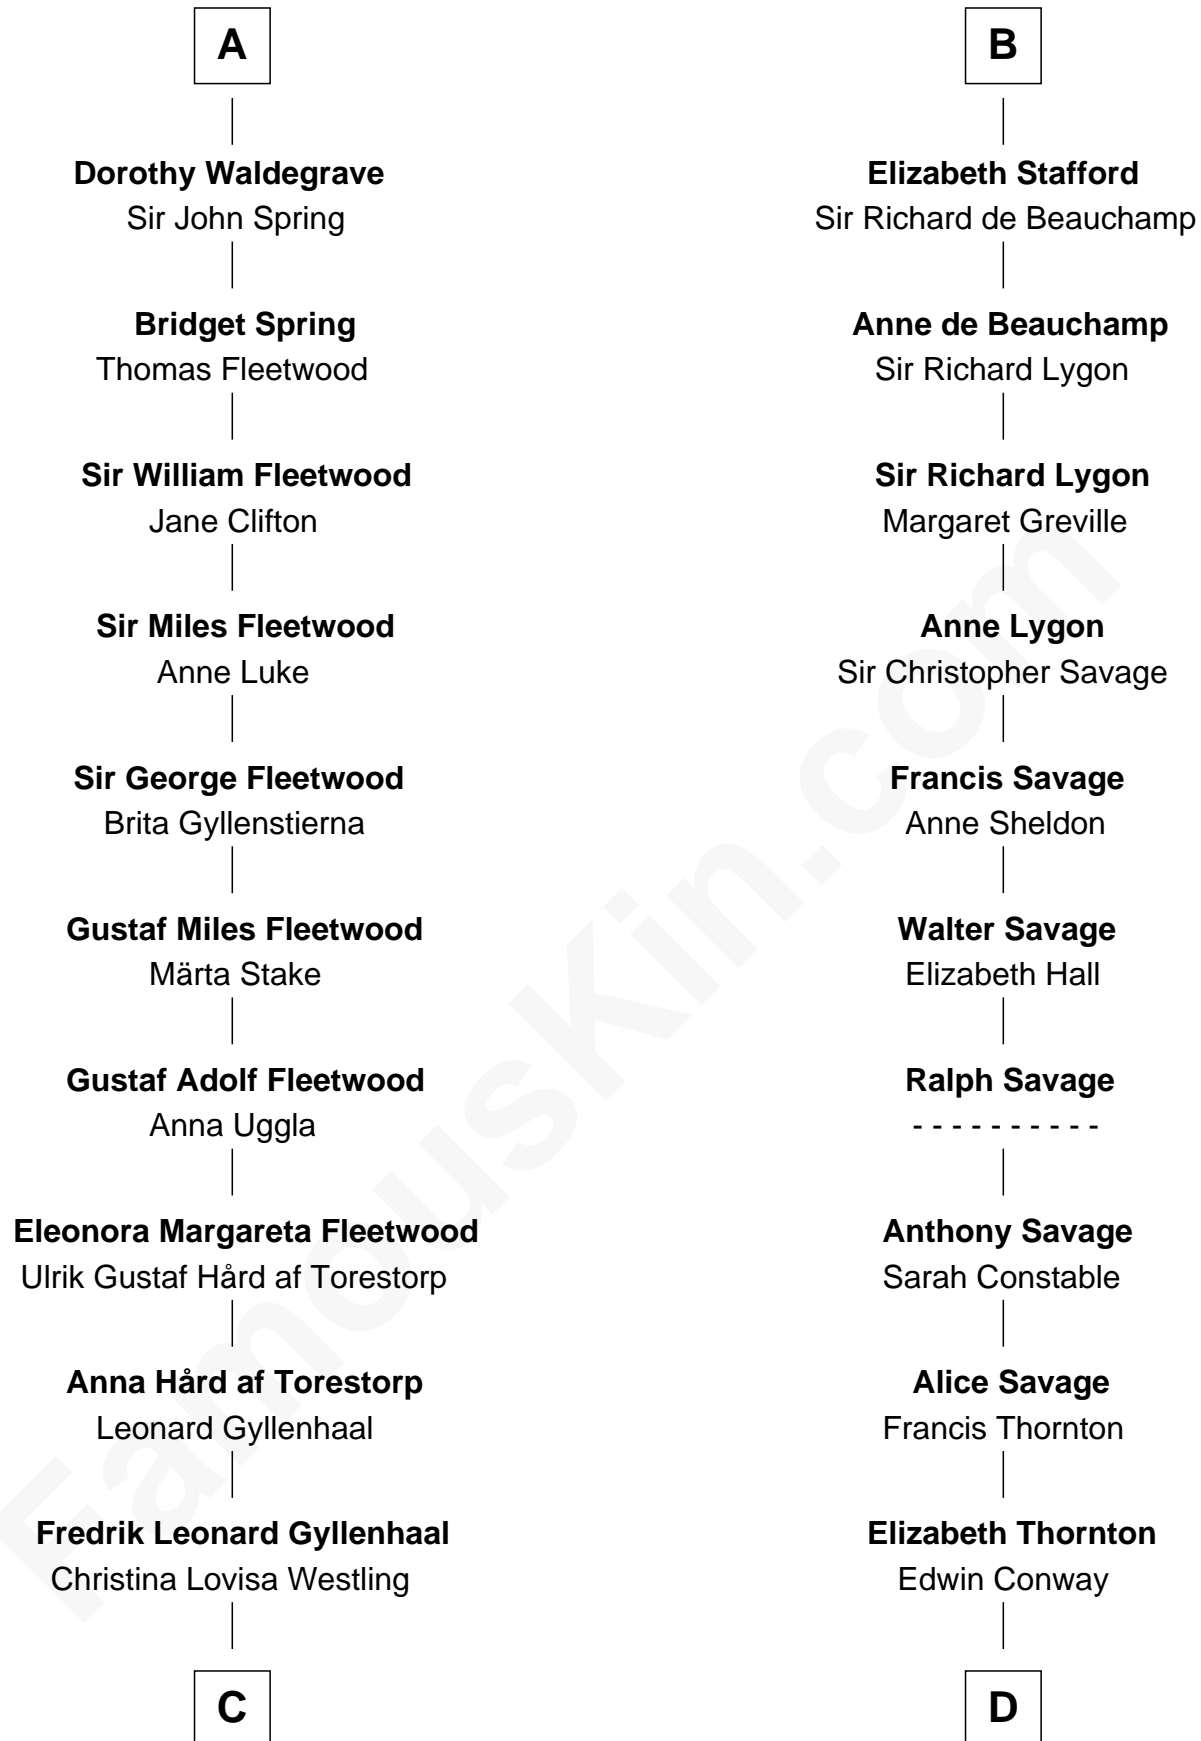 A
Dorothy Waldegrave
Sir John Spring
Bridget Spring
Thomas Fleetwood
Sir William Fleetwood
Jane Clifton
Sir Miles Fleetwood
Anne Luke
Sir George Fleetwood
Brita Gyllenstierna
Gustaf Miles Fleetwood
Märta Stake
Gustaf Adolf Fleetwood
Anna Uggla
Eleonora Margareta Fleetwood
Ulrik Gustaf Hård af Torestorp
Anna Hård af Torestorp
Leonard Gyllenhaal
Fredrik Leonard Gyllenhaal
Christina Lovisa Westling
C
B
Elizabeth Stafford
Sir Richard de Beauchamp
Anne de Beauchamp
Sir Richard Lygon
Sir Richard Lygon
Margaret Greville
Anne Lygon
Sir Christopher Savage
Francis Savage
Anne Sheldon
Walter Savage
Elizabeth Hall
Ralph Savage
- - - - - - - - - -
Anthony Savage
Sarah Constable
Alice Savage
Francis Thornton
Elizabeth Thornton
Edwin Conway
D
FamousKin.com